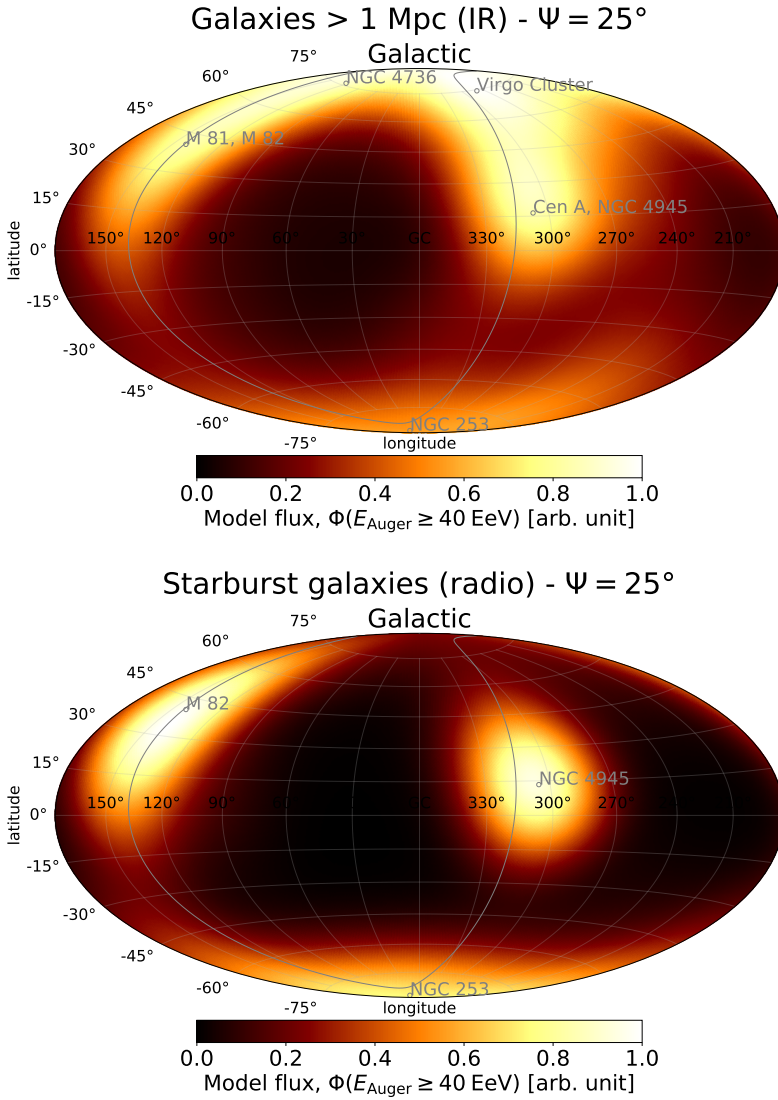 Galaxies > 1 Mpc (IR) - Ψ = 25°
Galactic
75°
60°
45°
30°
15°
0°
-15°
-30°
-45°
-60°
-75°
latitude
NGC 4736
Virgo Cluster
M 81, M 82
Cen A, NGC 4945
150° 120° 90° 60° 30° GC 330° 300° 270° 240° 210°
NGC 253
longitude
0.0 0.2 0.4 0.6 0.8 1.0
Model flux, Φ(E_Auger ≥ 40 EeV) [arb. unit]
Starburst galaxies (radio) - Ψ = 25°
Galactic
75°
60°
45°
30°
15°
0°
-15°
-30°
-45°
-60°
-75°
latitude
M 82
NGC 4945
150° 120° 90° 330° 300° 270°
NGC 253
longitude
0.0 0.2 0.4 0.6 0.8 1.0
Model flux, Φ(E_Auger ≥ 40 EeV) [arb. unit]